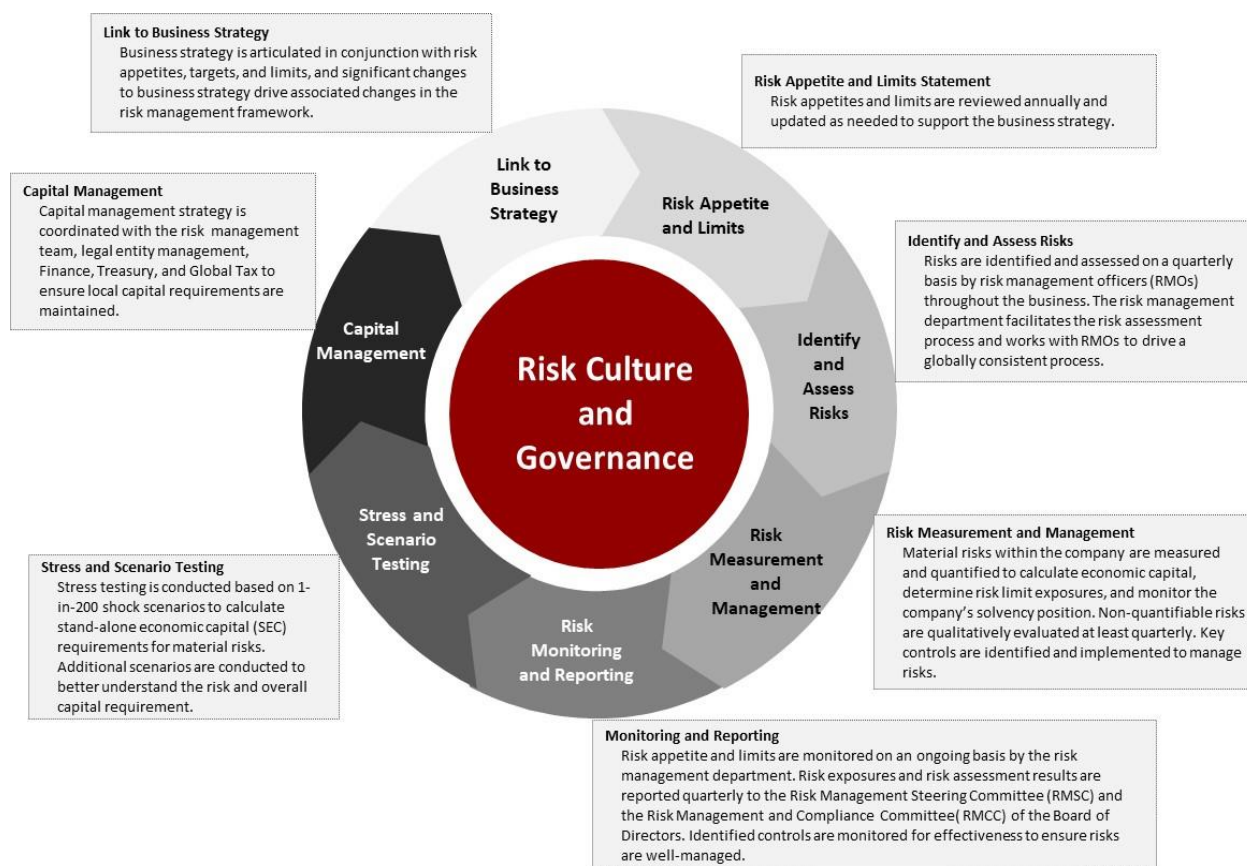 Link to Business Strategy
Business strategy is articulated in conjunction with risk
appetites, targets, and limits, and significant changes
to business strategy drive associated changes in the
risk management framework.
Risk Appetite and Limits Statement
Risk appetites and limits are reviewed annually and
updated as needed to support the business strategy.
Capital Management
Capital management strategy is
coordinated with the risk management
team, legal entity management,
Finance, Treasury, and Global Tax to
ensure local capital requirements are
maintained.
Identify and Assess Risks
Risks are identified and assessed on a quarterly
basis by risk management officers (RMOs)
throughout the business. The risk management
department facilitates the risk assessment
process and works with RMOs to drive a
globally consistent process.
Link to
Business
Strategy
Risk Appetite
and Limits
Identify
and
Assess
Risks
Risk
Measurement
and
Management
Risk
Monitoring
and Reporting
Stress and
Scenario
Testing
Capital
Management
Risk Culture
and
Governance
Stress and Scenario Testing
Stress testing is conducted based on 1-
in-200 shock scenarios to calculate
stand-alone economic capital (SEC)
requirements for material risks.
Additional scenarios are conducted to
better understand the risk and overall
capital requirement.
Risk Measurement and Management
Material risks within the company are measured
and quantified to calculate economic capital,
determine risk limit exposures, and monitor the
company's solvency position. Non-quantifiable risks
are qualitatively evaluated at least quarterly. Key
controls are identified and implemented to manage
risks.
Monitoring and Reporting
Risk appetite and limits are monitored on an ongoing basis by the risk
management department. Risk exposures and risk assessment results are
reported quarterly to the Risk Management Steering Committee (RMSC) and
the Risk Management and Compliance Committee( RMCC) of the Board of
Directors. Identified controls are monitored for effectiveness to ensure risks
are well-managed.